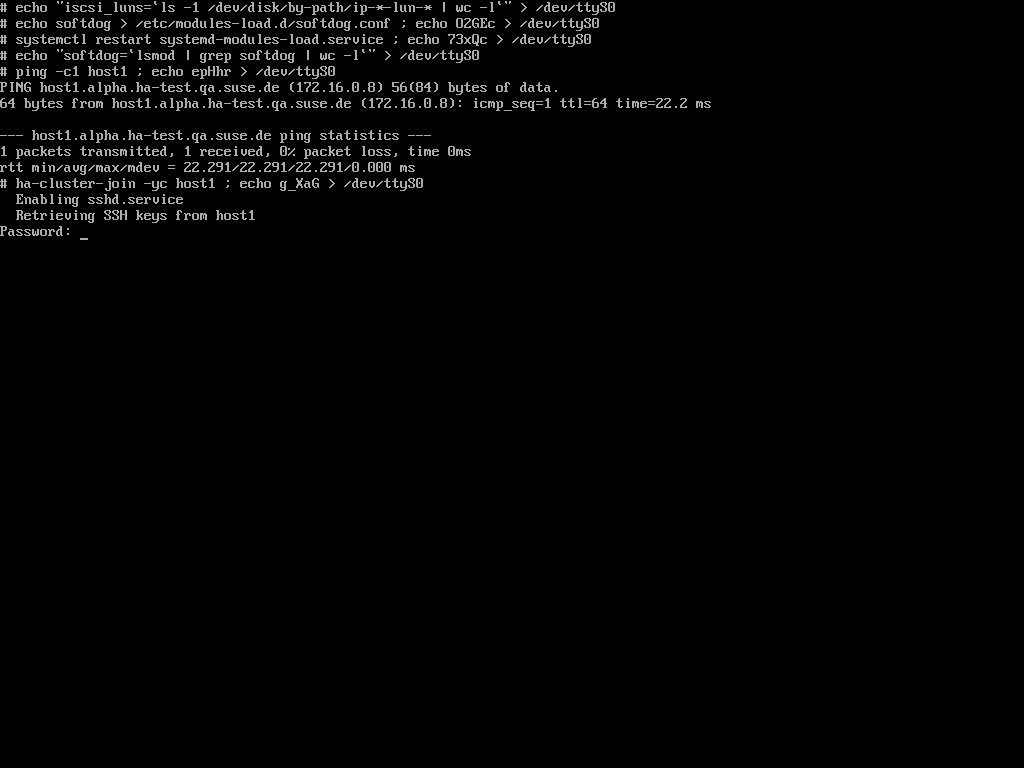 # echo "iscsi_luns=`ls -1 /dev/disk/by-path/ip-*-lun-* | wc -l`" > /dev/ttyS0
# echo softdog > /etc/modules-load.d/softdog.conf ; echo O2GEc > /dev/ttyS0
# systemctl restart systemd-modules-load.service ; echo 73xQc > /dev/ttyS0
# echo "softdog=`lsmod | grep softdog | wc -l`" > /dev/ttyS0
# ping -c1 host1 ; echo epHhr > /dev/ttyS0
PING host1.alpha.ha-test.qa.suse.de (172.16.0.8) 56(84) bytes of data.
64 bytes from host1.alpha.ha-test.qa.suse.de (172.16.0.8): icmp_seq=1 ttl=64 time=22.2 ms

--- host1.alpha.ha-test.qa.suse.de ping statistics ---
1 packets transmitted, 1 received, 0% packet loss, time 0ms
rtt min/avg/max/mdev = 22.291/22.291/22.291/0.000 ms
# ha-cluster-join -yc host1 ; echo g_XaG > /dev/ttyS0
  Enabling sshd.service
  Retrieving SSH keys from host1
Password: _